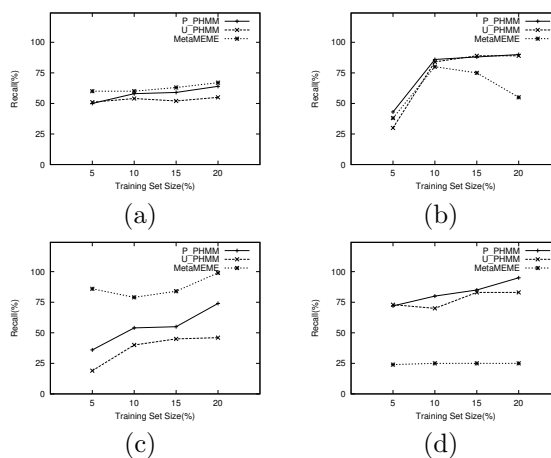 P_PHMM
U_PHMM
MetaMEME
100
75
50
25
0
Recall(%)
5 10 15 20
Training Set Size(%)
(a)
P_PHMM
U_PHMM
MetaMEME
100
75
50
25
0
Recall(%)
5 10 15 20
Training Set Size(%)
(b)
P_PHMM
U_PHMM
MetaMEME
100
75
50
25
0
Recall(%)
5 10 15 20
Training Set Size(%)
(c)
P_PHMM
U_PHMM
MetaMEME
100
75
50
25
0
Recall(%)
5 10 15 20
Training Set Size(%)
(d)